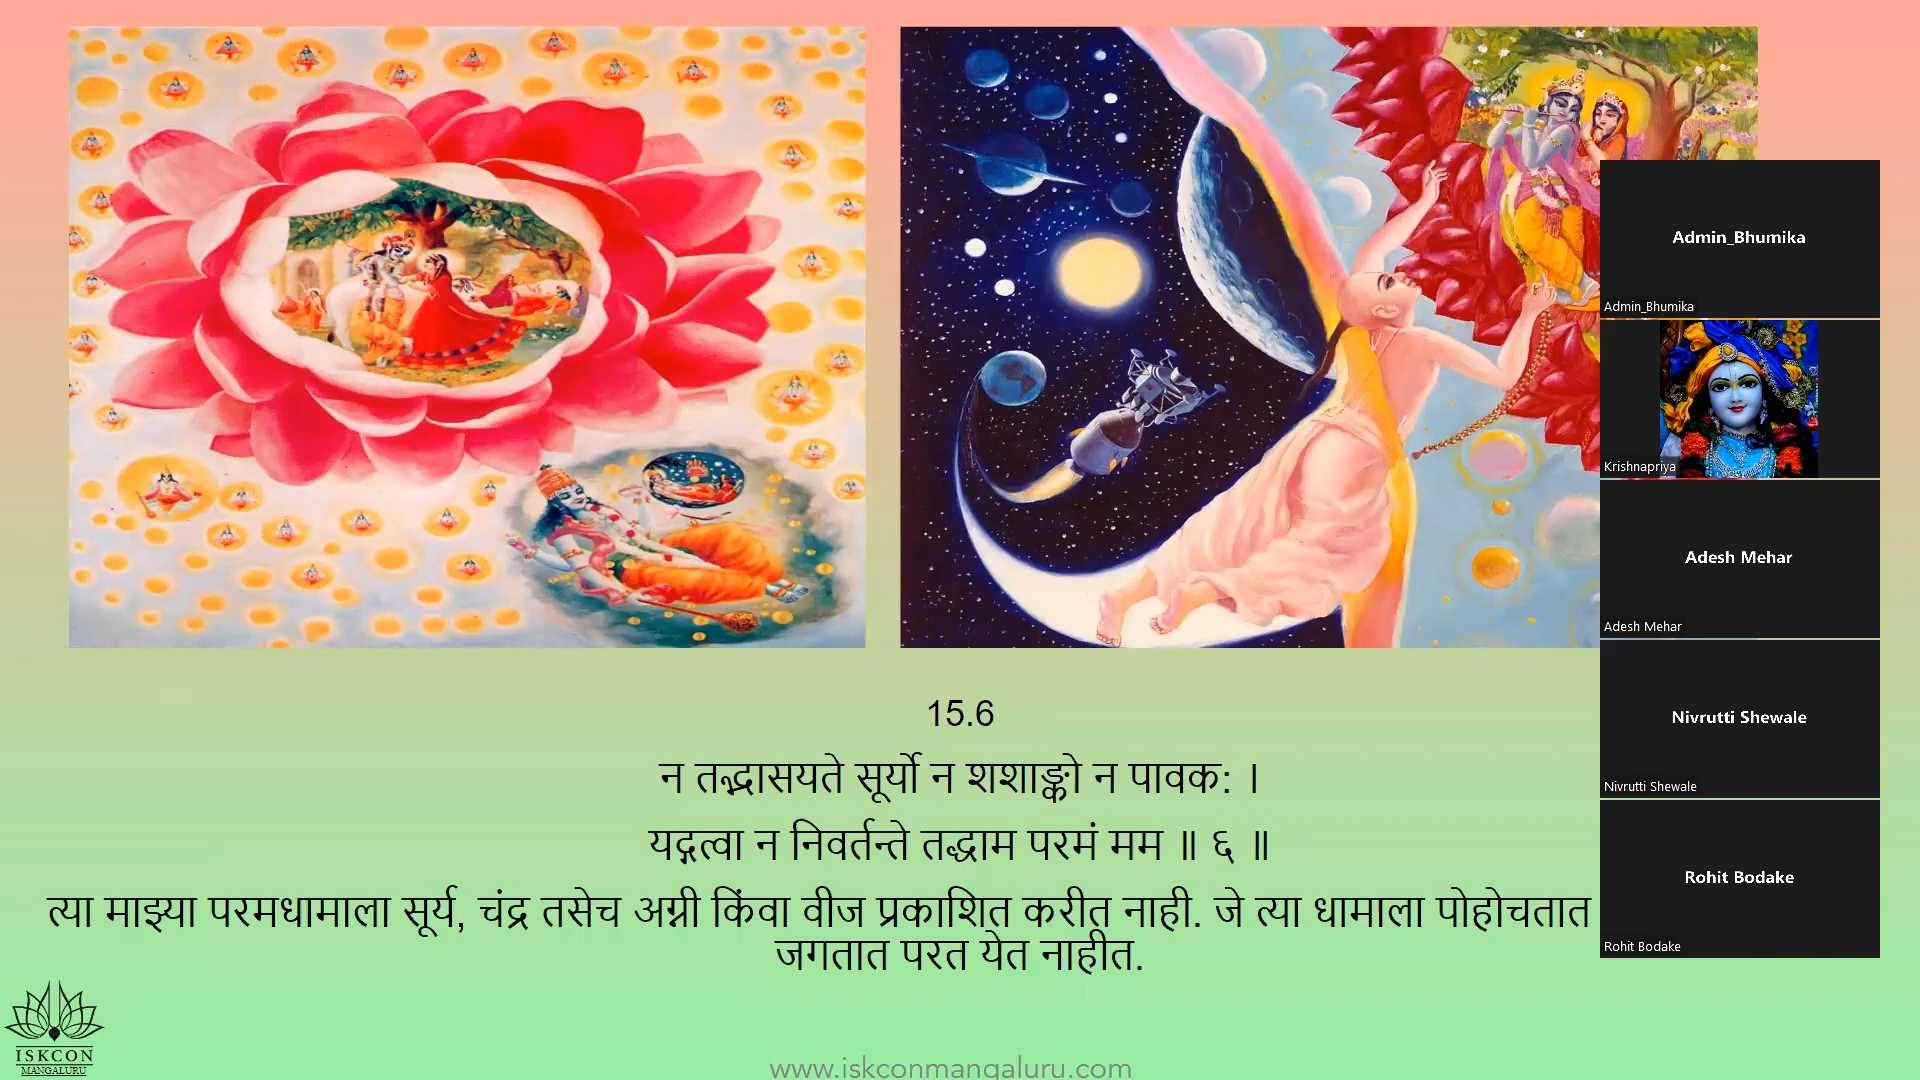 15.6
न तद्भासयते सूर्यो न शशाङ्को न पावकः ।
यद्गत्वा न निवर्तन्ते तद्धाम परमं मम ॥ ६ ॥
त्या माझ्या परमधामाला सूर्य, चंद्र तसेच अग्नी किंवा वीज प्रकाशित करीत नाही. जे त्या धामाला पोहोचतात
जगतात परत येत नाहीत.
Admin_Bhumika
Admin_Bhumika
Krishnapriya
Adesh Mehar
Adesh Mehar
Nivrutti Shewale
Nivrutti Shewale
Rohit Bodake
Rohit Bodake
ISKCON
MANGALURU
www.iskconmangaluru.com